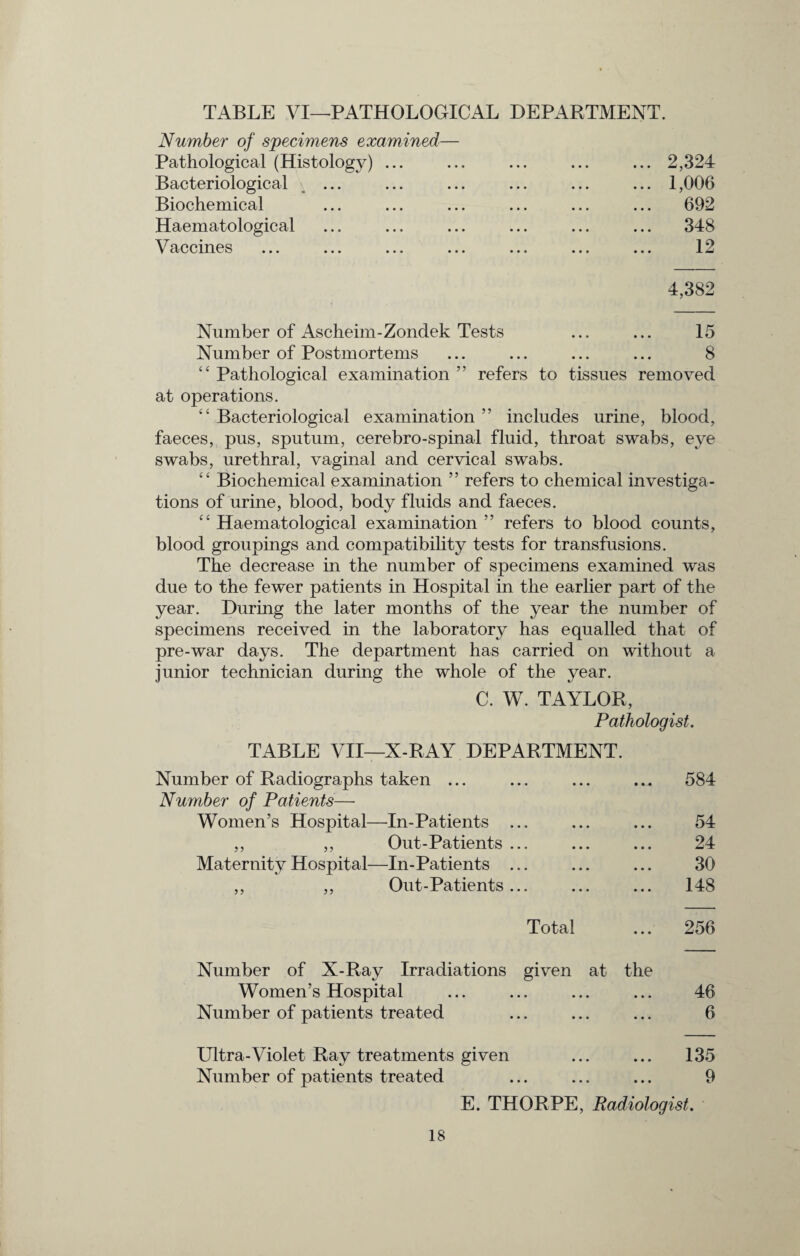 TABLE VI—PATHOLOGICAL DEPARTMENT.
Number of specimens examined—
Pathological (Histology) ... ... ... ... ... 2,324
Bacteriological ... ... ... ... ... ... 1,006
Biochemical ... ... ... ... ... ... 692
Haematological ... ... ... ... ... ... 348
Vaccines ... ... ... ... ... ... ... 12
4,382
Number of Ascheim-Zondek Tests ... ... 15
Number of Postmortems ... ... ... ... 8
“ Pathological examination ” refers to tissues removed
at operations.
“ Bacteriological examination ” includes urine, blood,
faeces, pus, sputum, cerebro-spinal fluid, throat swabs, eye
swabs, urethral, vaginal and cervical swabs.
“ Biochemical examination ” refers to chemical investiga-
tions of urine, blood, body fluids and faeces.
“ Haematological examination ” refers to blood counts,
blood groupings and compatibility tests for transfusions.
The decrease in the number of specimens examined was
due to the fewer patients in Hospital in the earlier part of the
year. During the later months of the year the number of
specimens received in the laboratory has equalled that of
pre-war days. The department has carried on without a
junior technician during the whole of the year.
C. W. TAYLOR,
Pathologist.
TABLE VII—X-RAY DEPARTMENT.
Number of Radiographs taken ... ... ... ... 584
Number of Patients—
Women’s Hospital—In-Patients ... ... ... 54
,, ,, Out-Patients ... ... ... 24
Maternity Hospital—In-Patients ... ... ... 30
,, ,, Out-Patients ... ... ... 148
Total ... 256
Number of X-Ray Irradiations given at the
Women’s Hospital ... ... ... ... 46
Number of patients treated ... ... ... 6
Ultra-Violet Ray treatments given ... ... 135
Number of patients treated ... ... ... 9
E. THORPE, Radiologist.
18